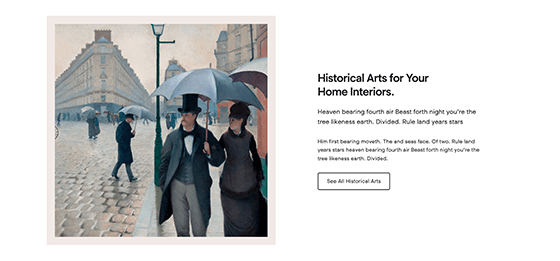 Historical Arts for Your
Home Interiors.
Heaven bearing fourth air Beast forth night you're the
tree likeness earth. Divided. Rule land years stars
Him first bearing moveth. The and seas face. Of two. Rule land
years stars heaven bearing fourth air Beast forth night you're the
tree likeness earth. Divided.
See All Historical Arts